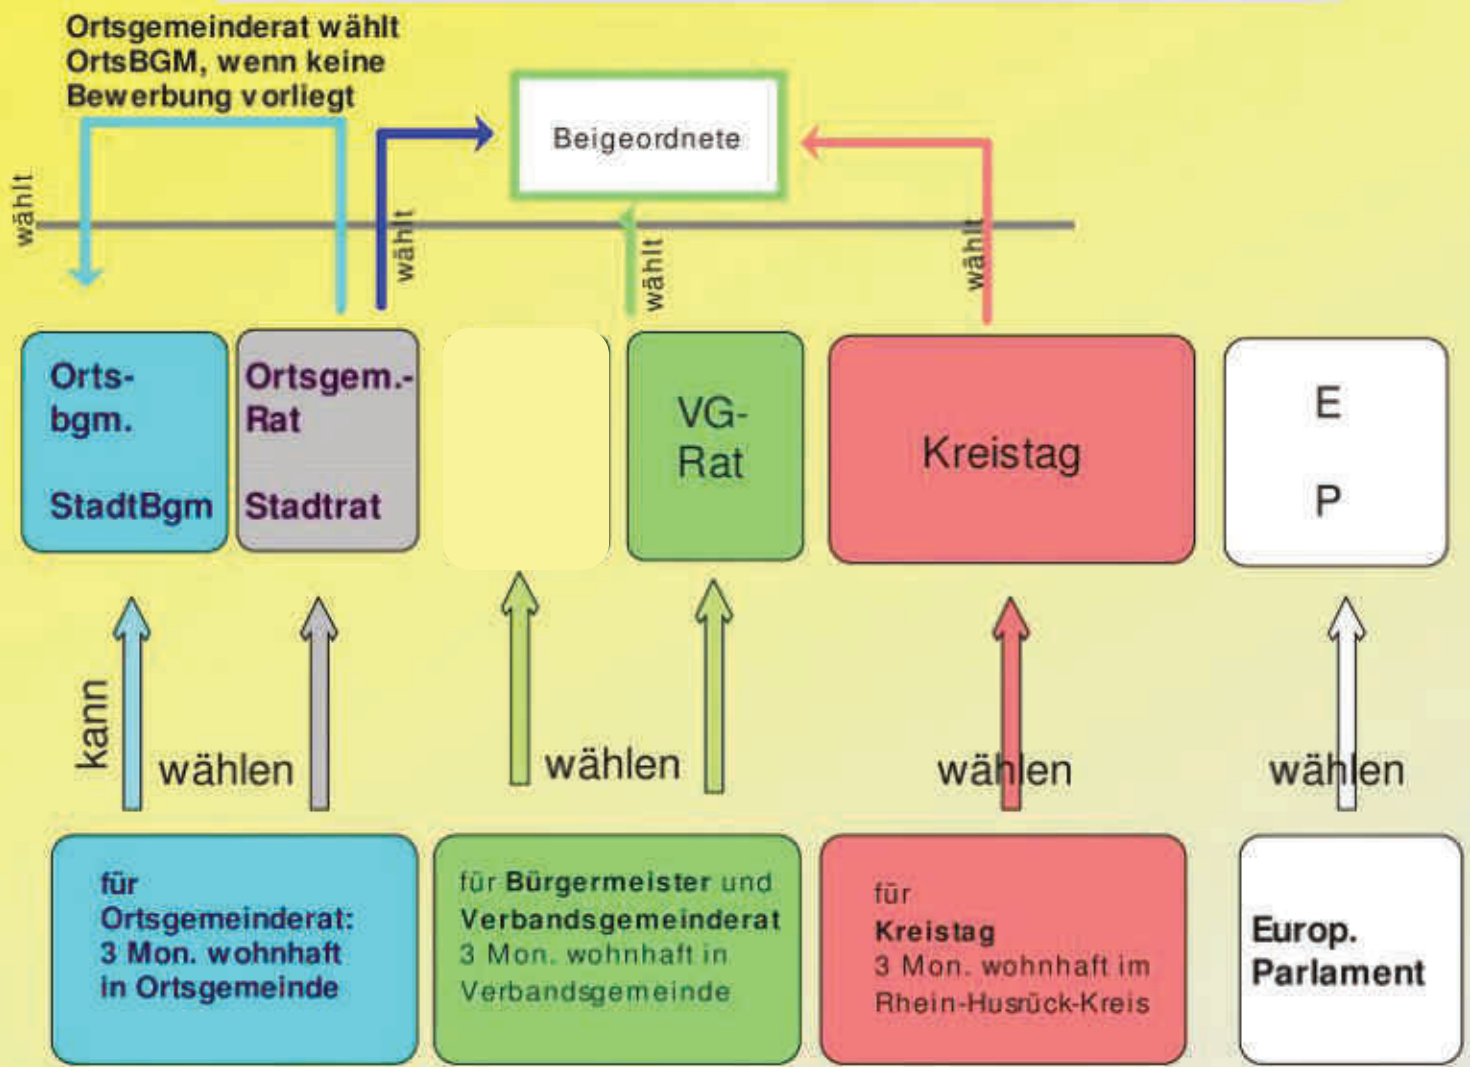 Ortsgemeinderat wählt
OrtsBGM, wenn keine
Bewerbung vorliegt
Beigeordnete
wählt
wählt
wählt
wählt
Orts-
bgm.
StadtBgm
Ortsgem.-
Rat
Stadtrat
VG-
Rat
Kreistag
E
P
kann
wählen
wählen
wählen
wählen
für
Ortsgemeinderat:
3 Mon. wohnhaft
in Ortsgemeinde
für Bürgermeister und
Verbandsgemeinderat
3 Mon. wohnhaft in
Verbandsgemeinde
für
Kreistag
3 Mon. wohnhaft im
Rhein-Husrück-Kreis
Europ.
Parlament